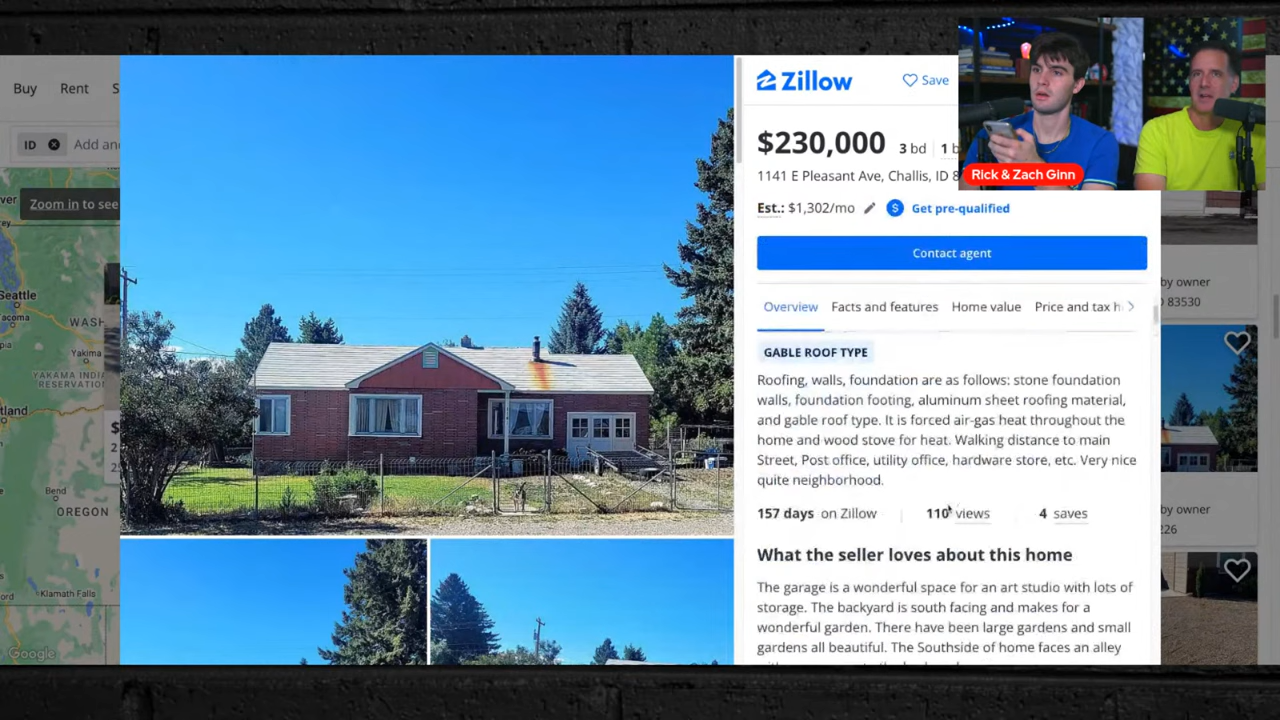 Zillow
Save
$230,000 3 bd
1141 E Pleasant Ave, Challis, ID
Rick & Zach Ginn
Est.: $1,302/mo
$ Get pre-qualified
Contact agent
Overview
Facts and features
Home value
Price and tax
GABLE ROOF TYPE
Roofing, walls, foundation are as follows: stone foundation
walls, foundation footing, aluminum sheet roofing material,
and gable roof type. It is forced air-gas heat throughout the
home and wood stove for heat. Walking distance to main
Street, Post office, utility office, hardware store, etc. Very nice
quite neighborhood.
157 days on Zillow
110 views
4 saves
What the seller loves about this home
The garage is a wonderful space for an art studio with lots of
storage. The backyard is south facing and makes for a
wonderful garden. There have been large gardens and small
gardens all beautiful. The Southside of home faces an alley
Buy
Rent
ID
Add
Zoom in to see
Seattle
Tacoma
WASH
Yakima
YAKAMA INDI
RESERVATION
Bend
OREGON
Klamath Falls
Google
by owner
83530
by owner
226